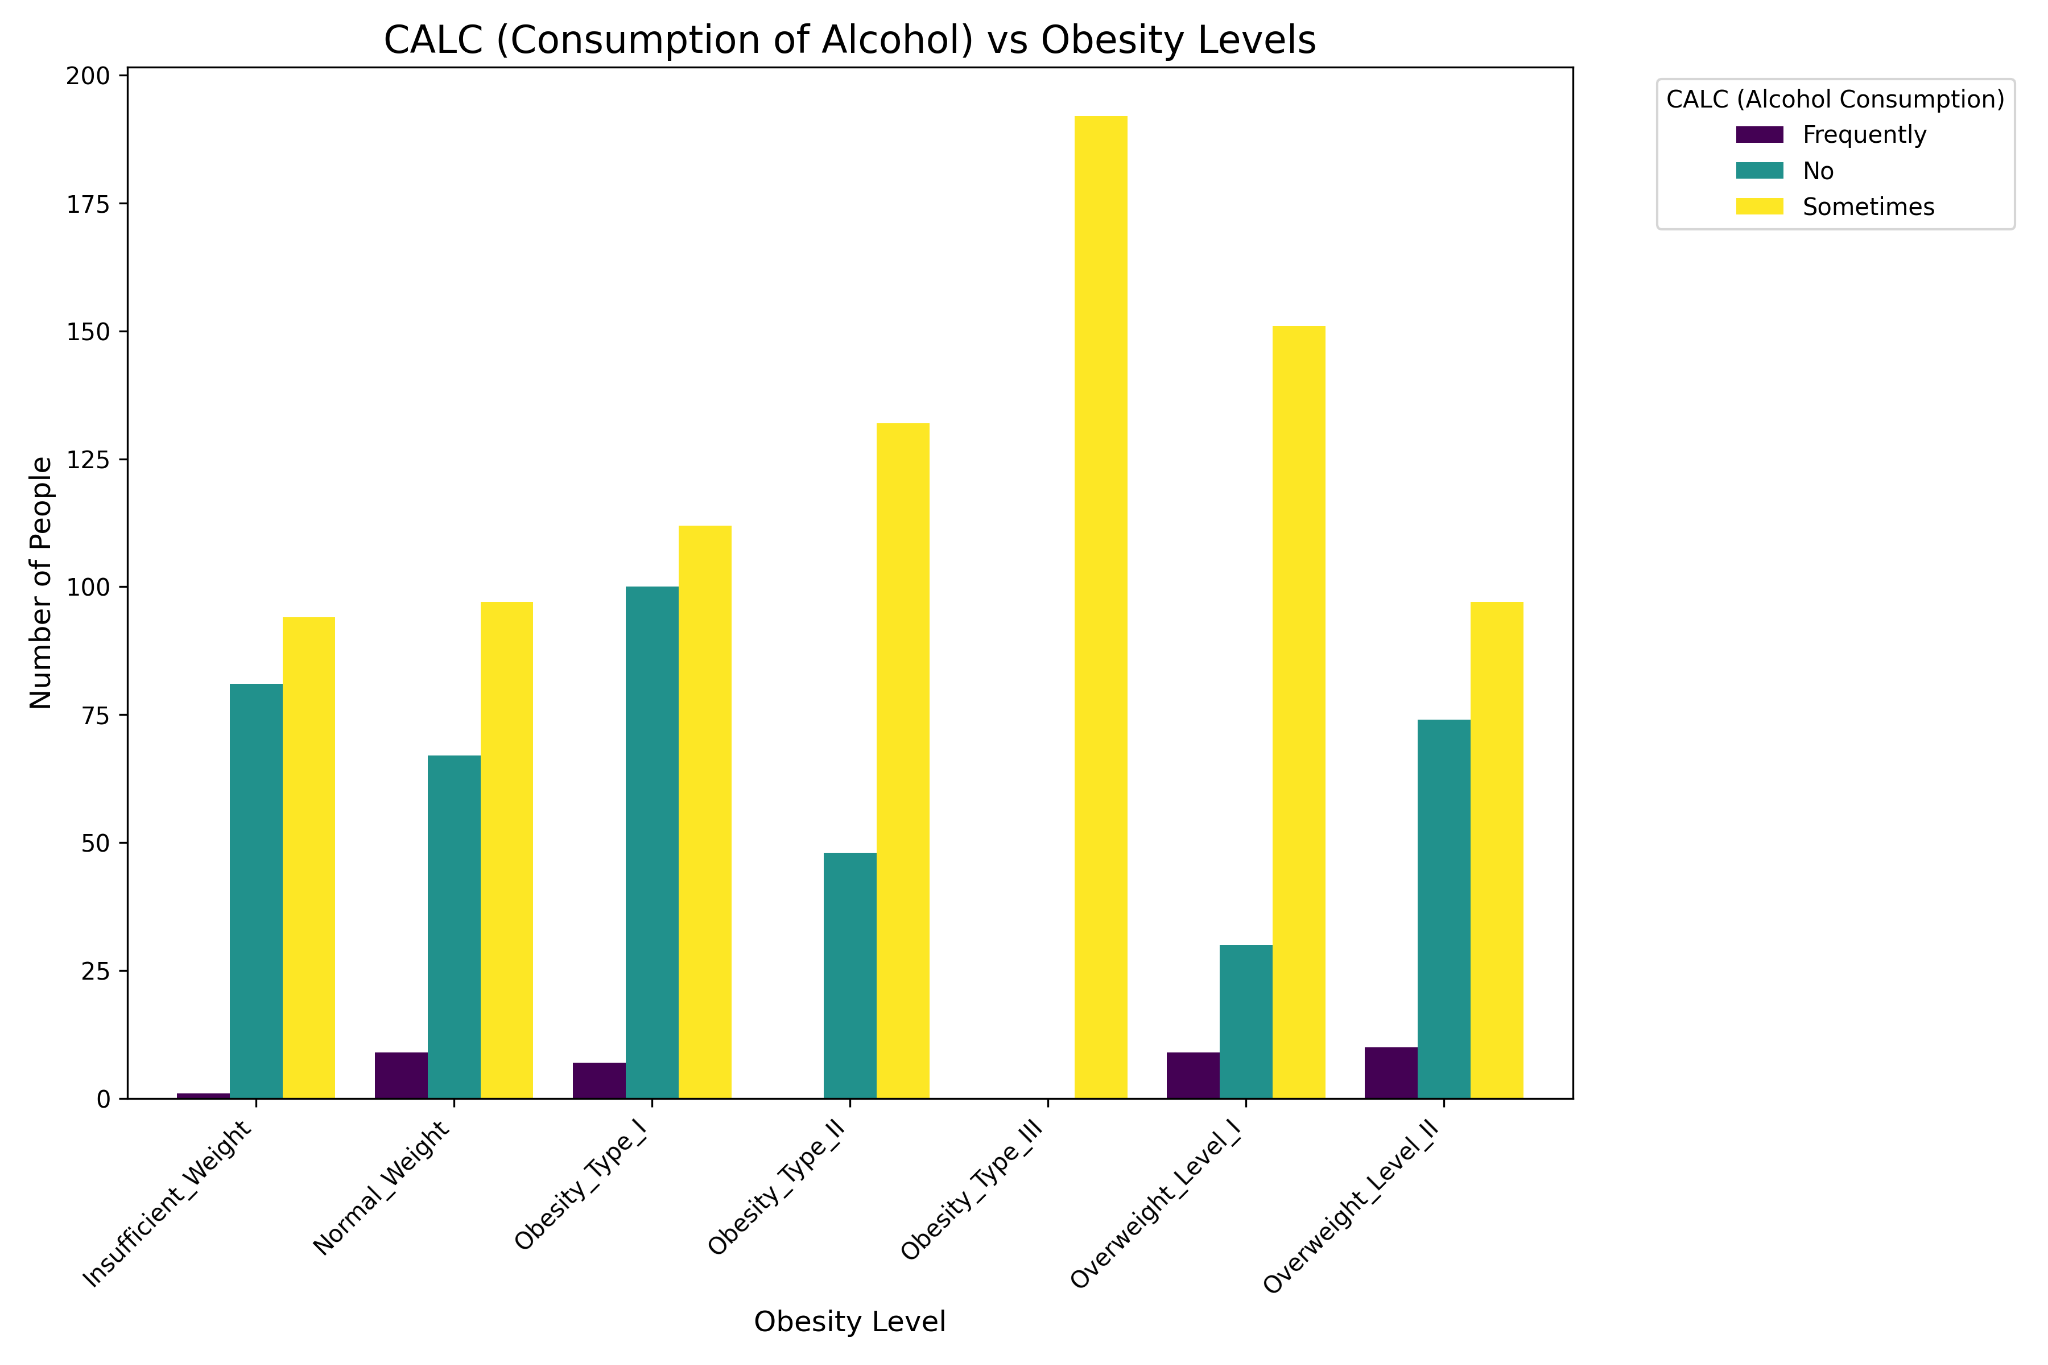 CALC (Consumption of Alcohol) vs Obesity Levels
200
175
150
125
100
75
50
25
0
Number of People
Insufficient_Weight
Normal_Weight
Obesity_Type_I
Obesity_Type_II
Obesity_Type_III
Overweight_Level_I
Overweight_Level_II
Obesity Level
CALC (Alcohol Consumption)
Frequently
No
Sometimes